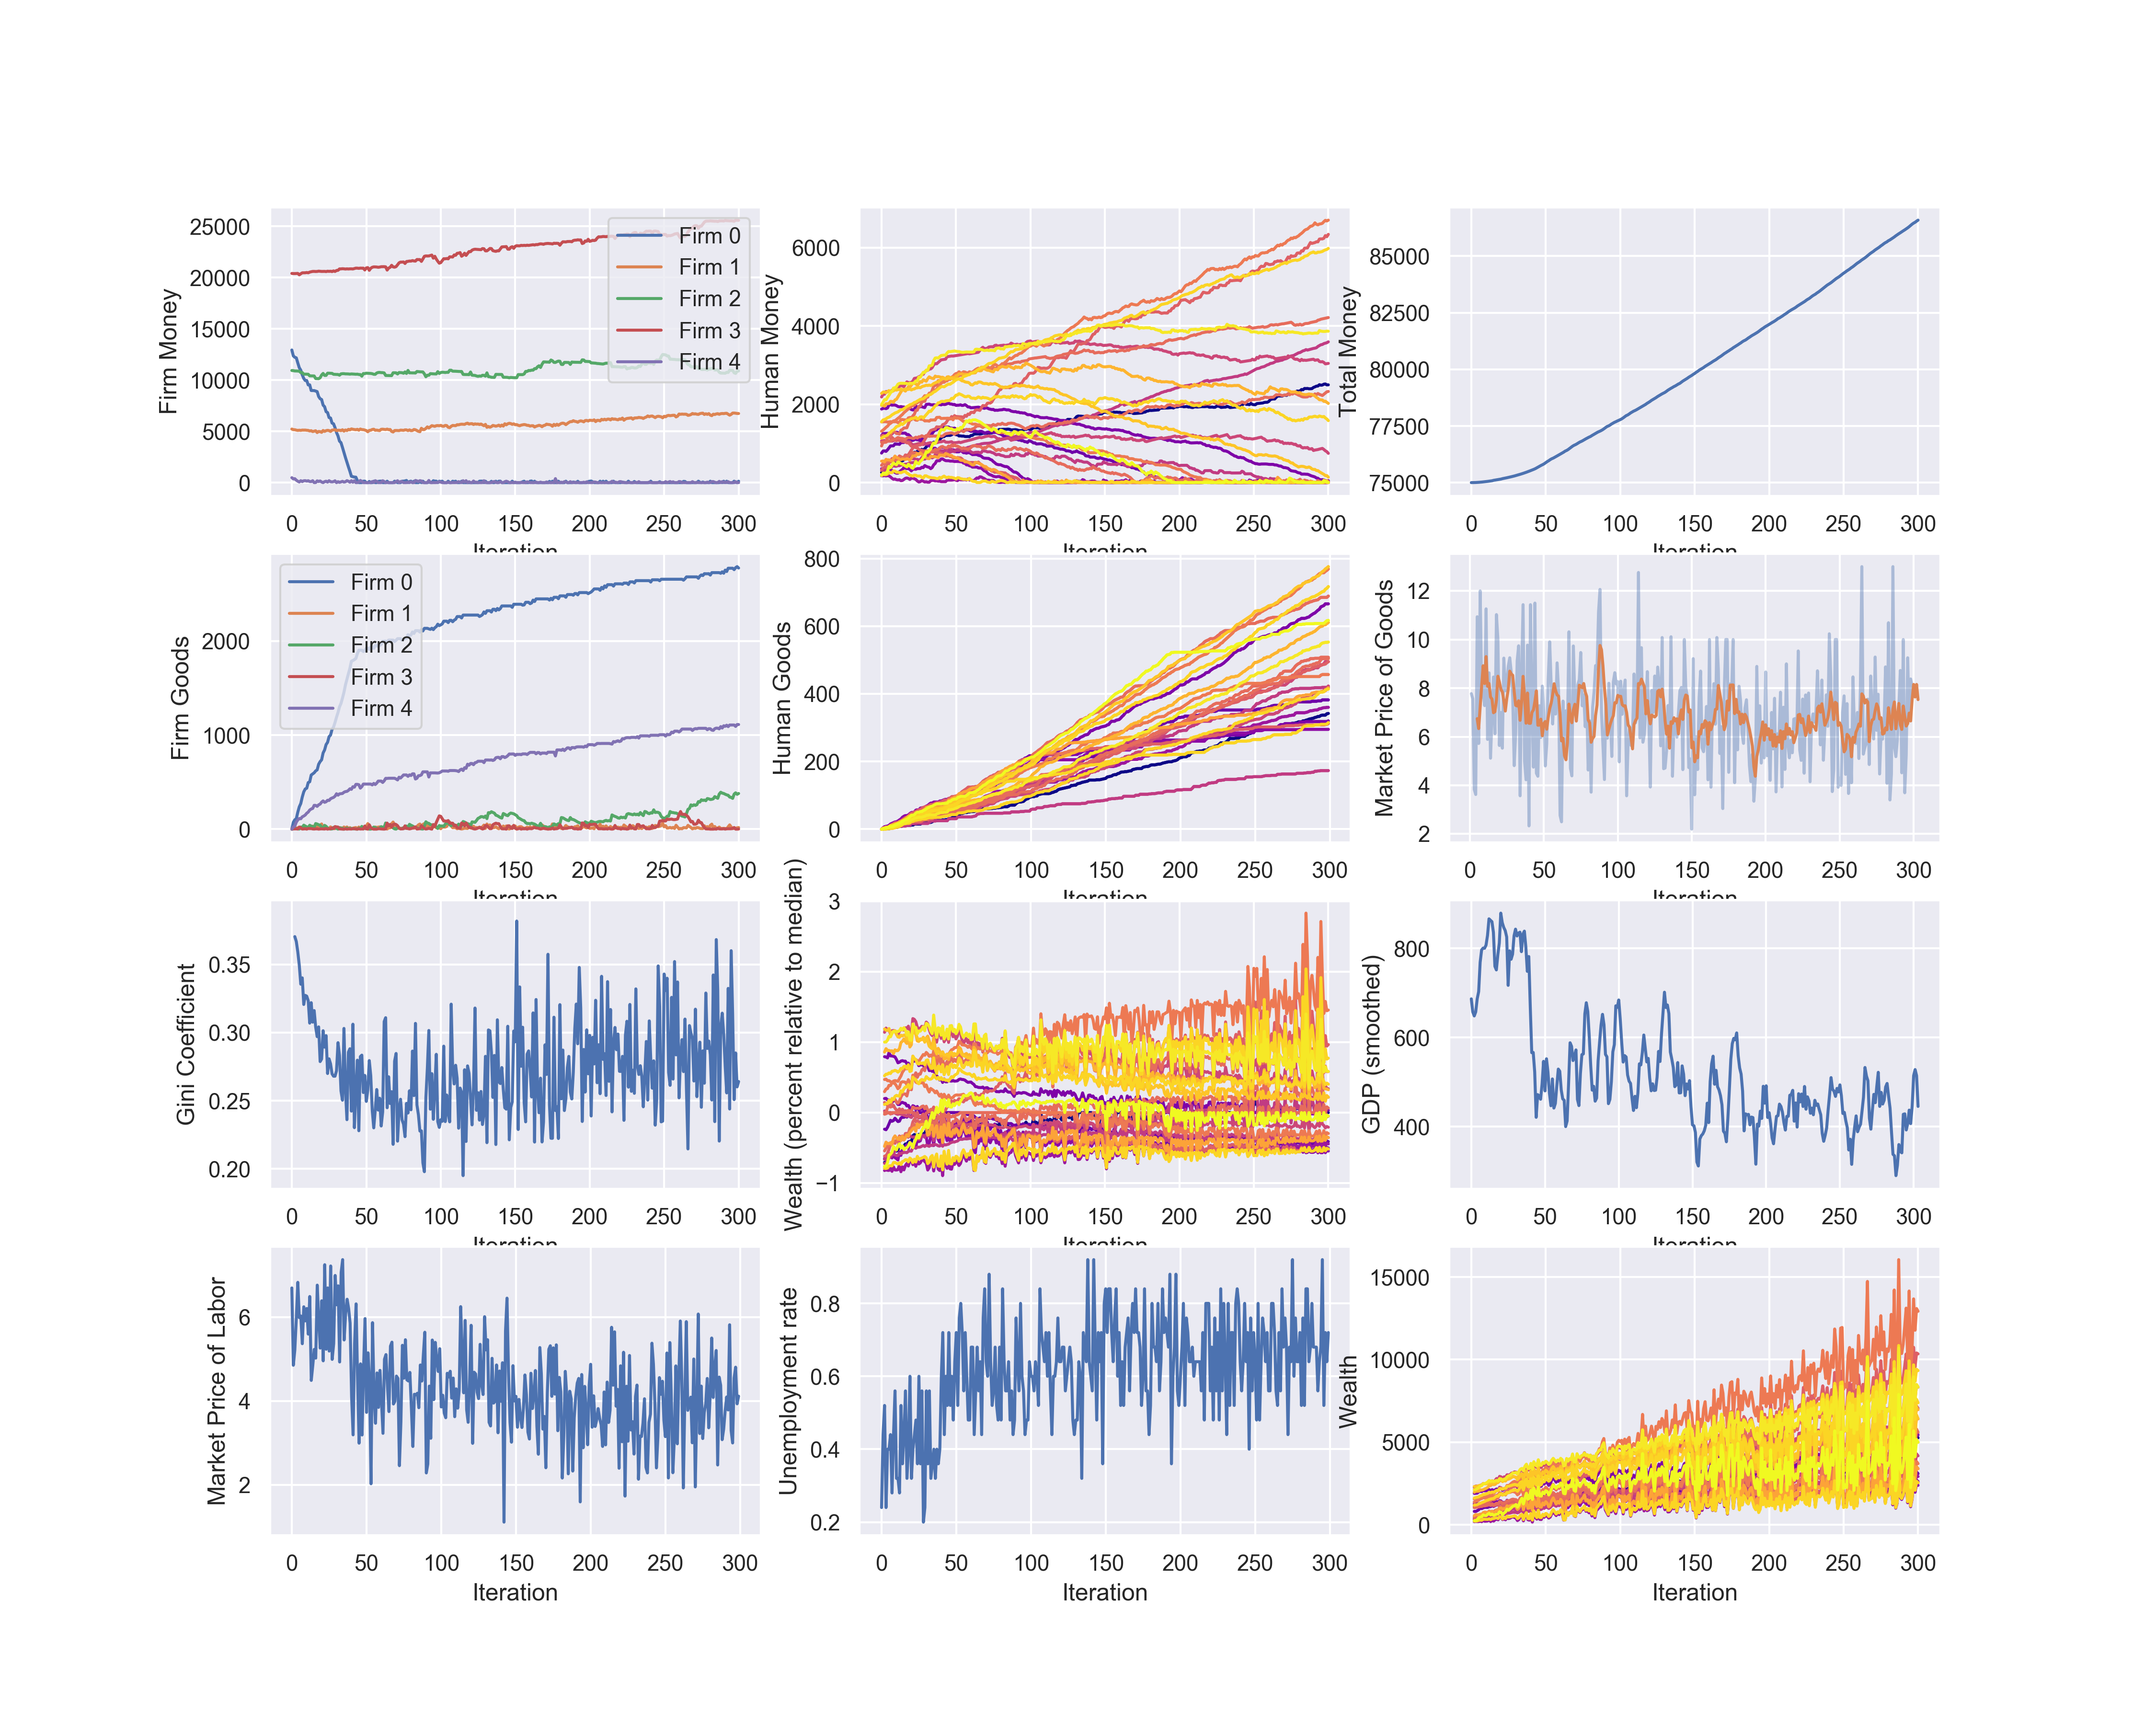 Firm Money
25000
20000
15000
10000
5000
0
Firm 0
Firm 1
Firm 2
Firm 3
Firm 4
0 50 100 150 200 250 300
Iteration
Human Money
6000
4000
2000
0
0 50 100 150 200 250 300
Iteration
Total Money
85000
82500
80000
77500
75000
0 50 100 150 200 250 300
Iteration
Firm Goods
2000
1000
0
Firm 0
Firm 1
Firm 2
Firm 3
Firm 4
0 50 100 150 200 250 300
Iteration
Human Goods
800
600
400
200
0
0 50 100 150 200 250 300
Iteration
Market Price of Goods
12
10
8
6
4
2
0 50 100 150 200 250 300
Iteration
Gini Coefficient
0.35
0.30
0.25
0.20
0 50 100 150 200 250 300
Iteration
Wealth (percent relative to median)
3
2
1
0
−1
0 50 100 150 200 250 300
Iteration
GDP (smoothed)
800
600
400
0 50 100 150 200 250 300
Iteration
Market Price of Labor
6
4
2
0 50 100 150 200 250 300
Iteration
Unemployment rate
0.8
0.6
0.4
0.2
0 50 100 150 200 250 300
Iteration
Wealth
15000
10000
5000
0
0 50 100 150 200 250 300
Iteration